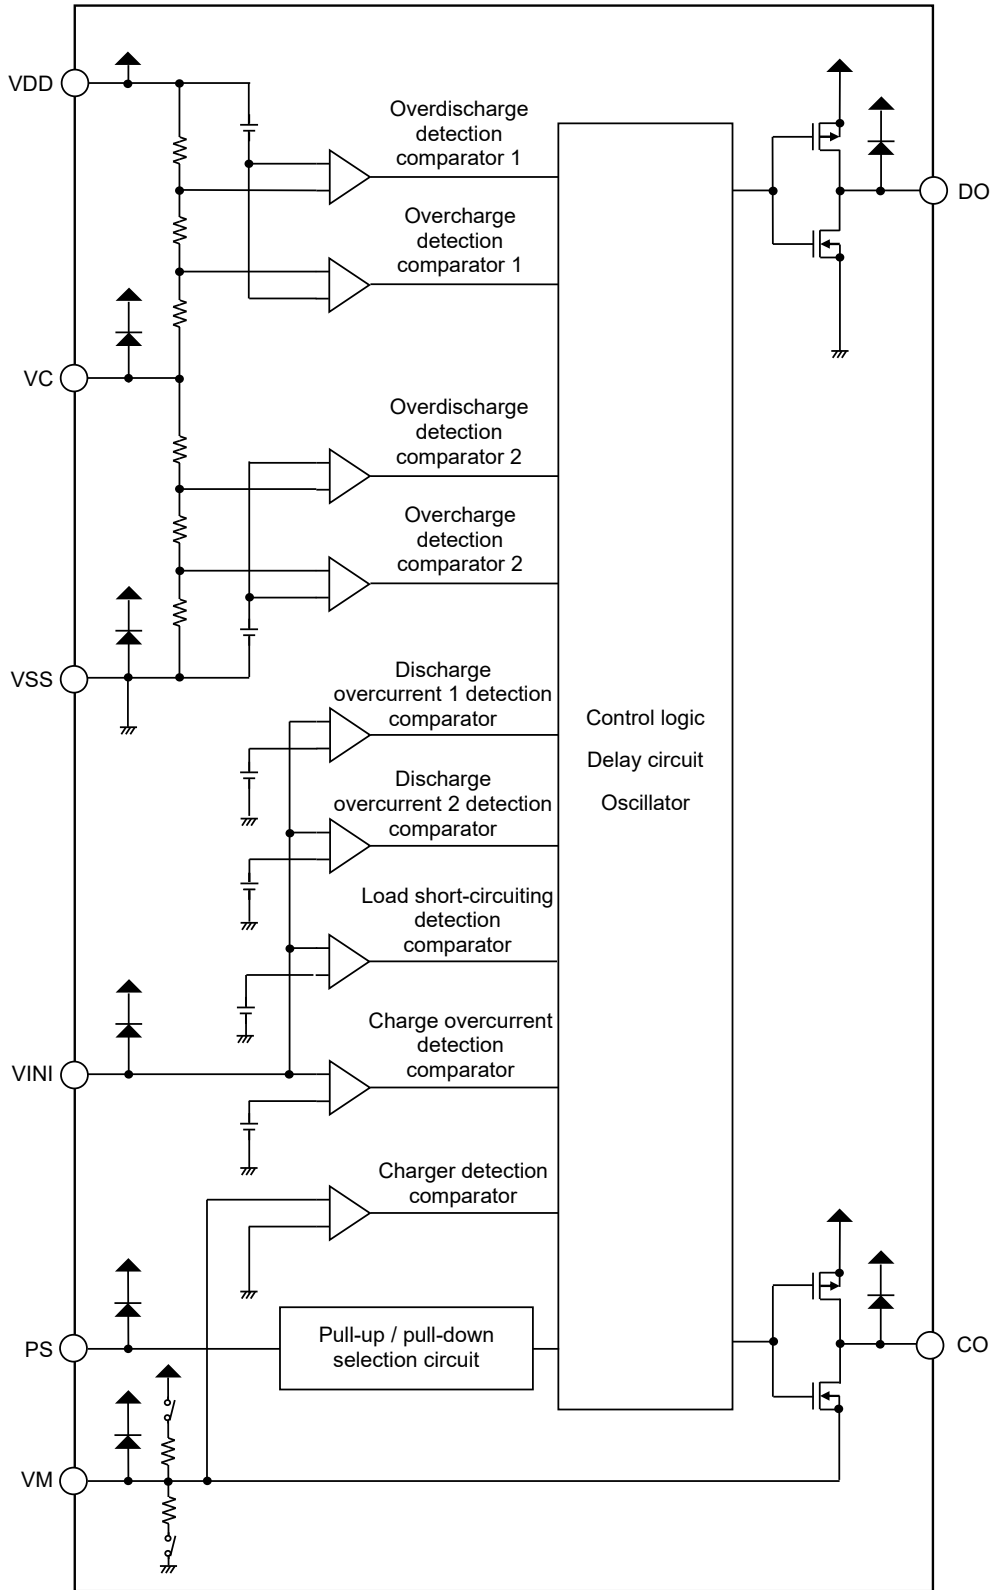 VDD
Overdischarge
detection
comparator 1
DO
Overcharge
detection
comparator 1
VC
Overdischarge
detection
comparator 2
Overcharge
detection
comparator 2
VSS
Discharge
overcurrent 1 detection
comparator
Control logic
Delay circuit
Oscillator
Discharge
overcurrent 2 detection
comparator
Load short-circuiting
detection
comparator
Charge overcurrent
detection
comparator
VINI
Charger detection
comparator
PS
Pull-up / pull-down
selection circuit
CO
VM